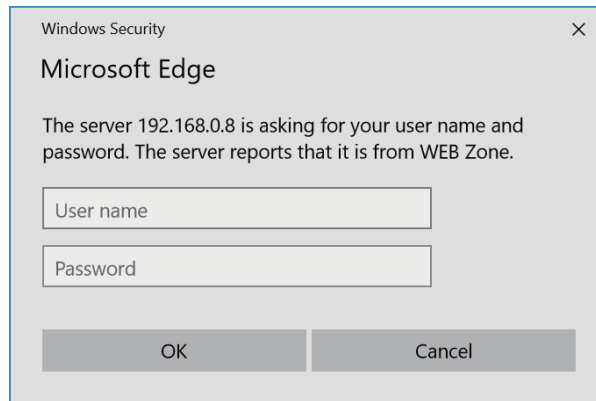 Windows Security
Microsoft Edge
The server 192.168.0.8 is asking for your user name and
password. The server reports that it is from WEB Zone.
User name
Password
OK
Cancel